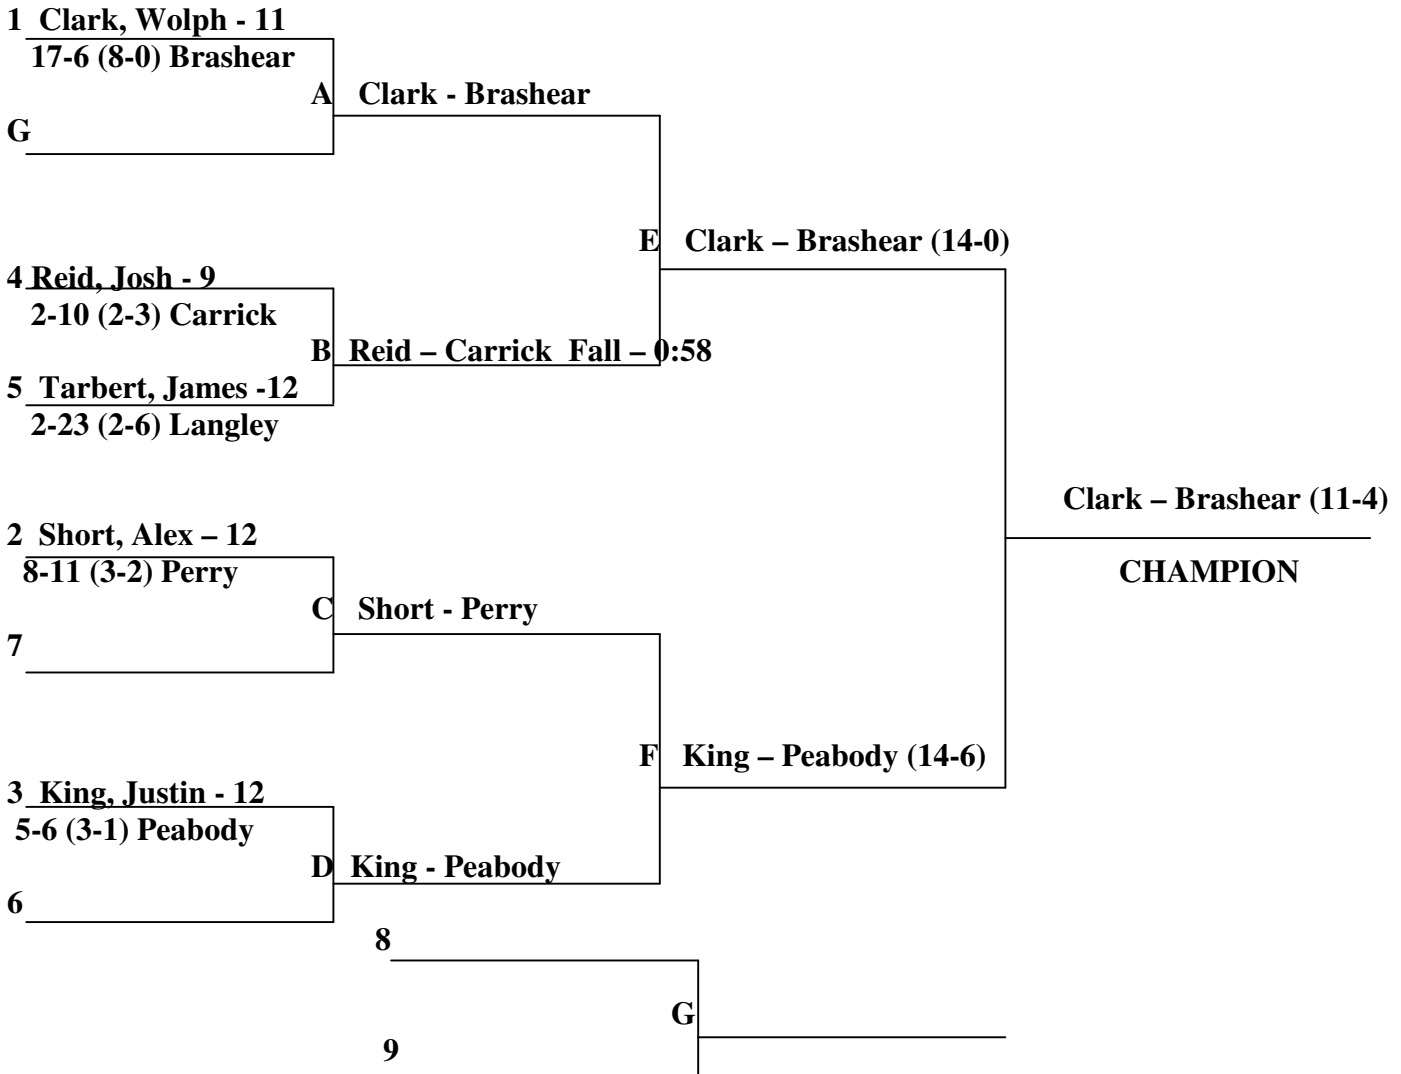 1 Clark, Wolph - 11
17-6 (8-0) Brashear
A Clark - Brashear
G
E Clark – Brashear (14-0)
4 Reid, Josh - 9
2-10 (2-3) Carrick
B Reid – Carrick Fall – 0:58
5 Tarbert, James -12
2-23 (2-6) Langley
Clark – Brashear (11-4)
CHAMPION
2 Short, Alex – 12
8-11 (3-2) Perry
C Short - Perry
7
F King – Peabody (14-6)
3 King, Justin - 12
5-6 (3-1) Peabody
D King - Peabody
6
8
G
9